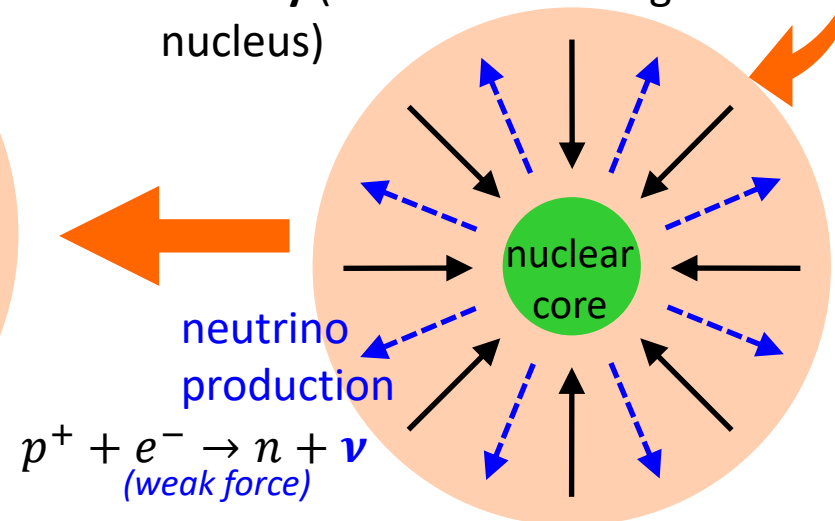 nucleus)
nuclear
core
neutrino
production
p⁺ + e⁻ → n + ν
(weak force)